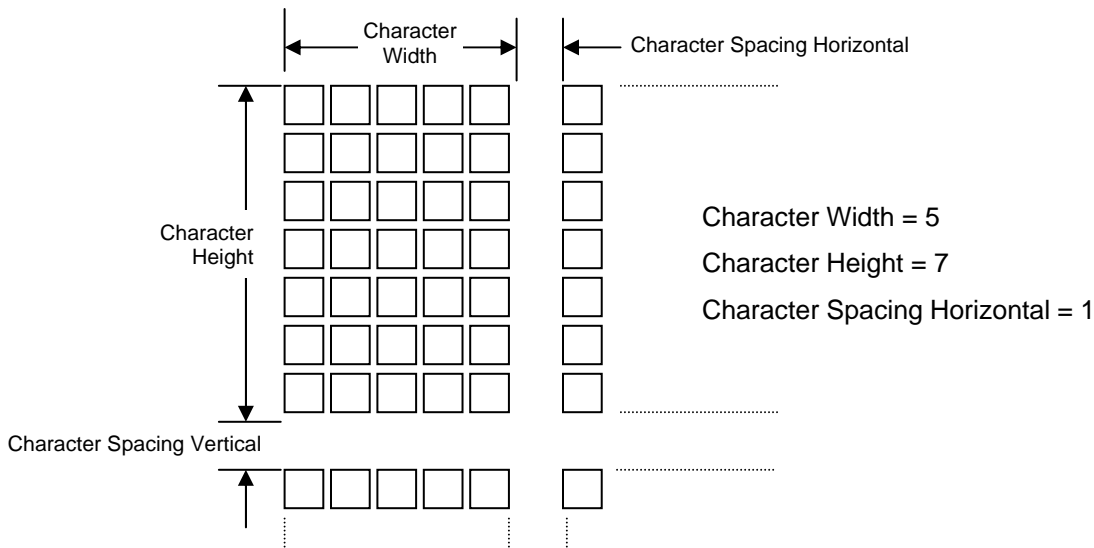 Character
Width
Character Spacing Horizontal
Character
Height
Character Width = 5
Character Height = 7
Character Spacing Horizontal = 1
Character Spacing Vertical